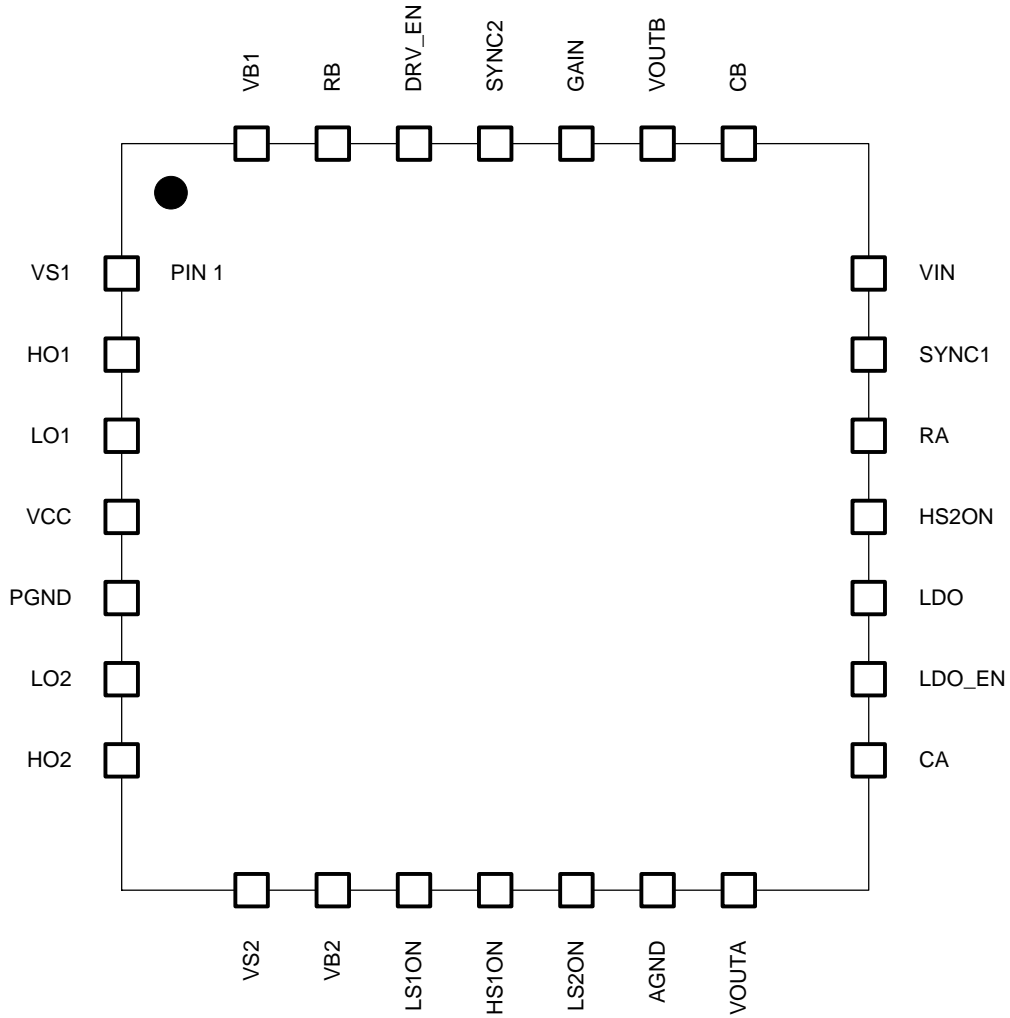 VB1
RB
DRV_EN
SYNC2
GAIN
VOUTB
CB
VS1
PIN 1
VIN
HO1
SYNC1
LO1
RA
VCC
HS2ON
PGND
LDO
LO2
LDO_EN
HO2
CA
VS2
VB2
LS1ON
HS1ON
LS2ON
AGND
VOUTA